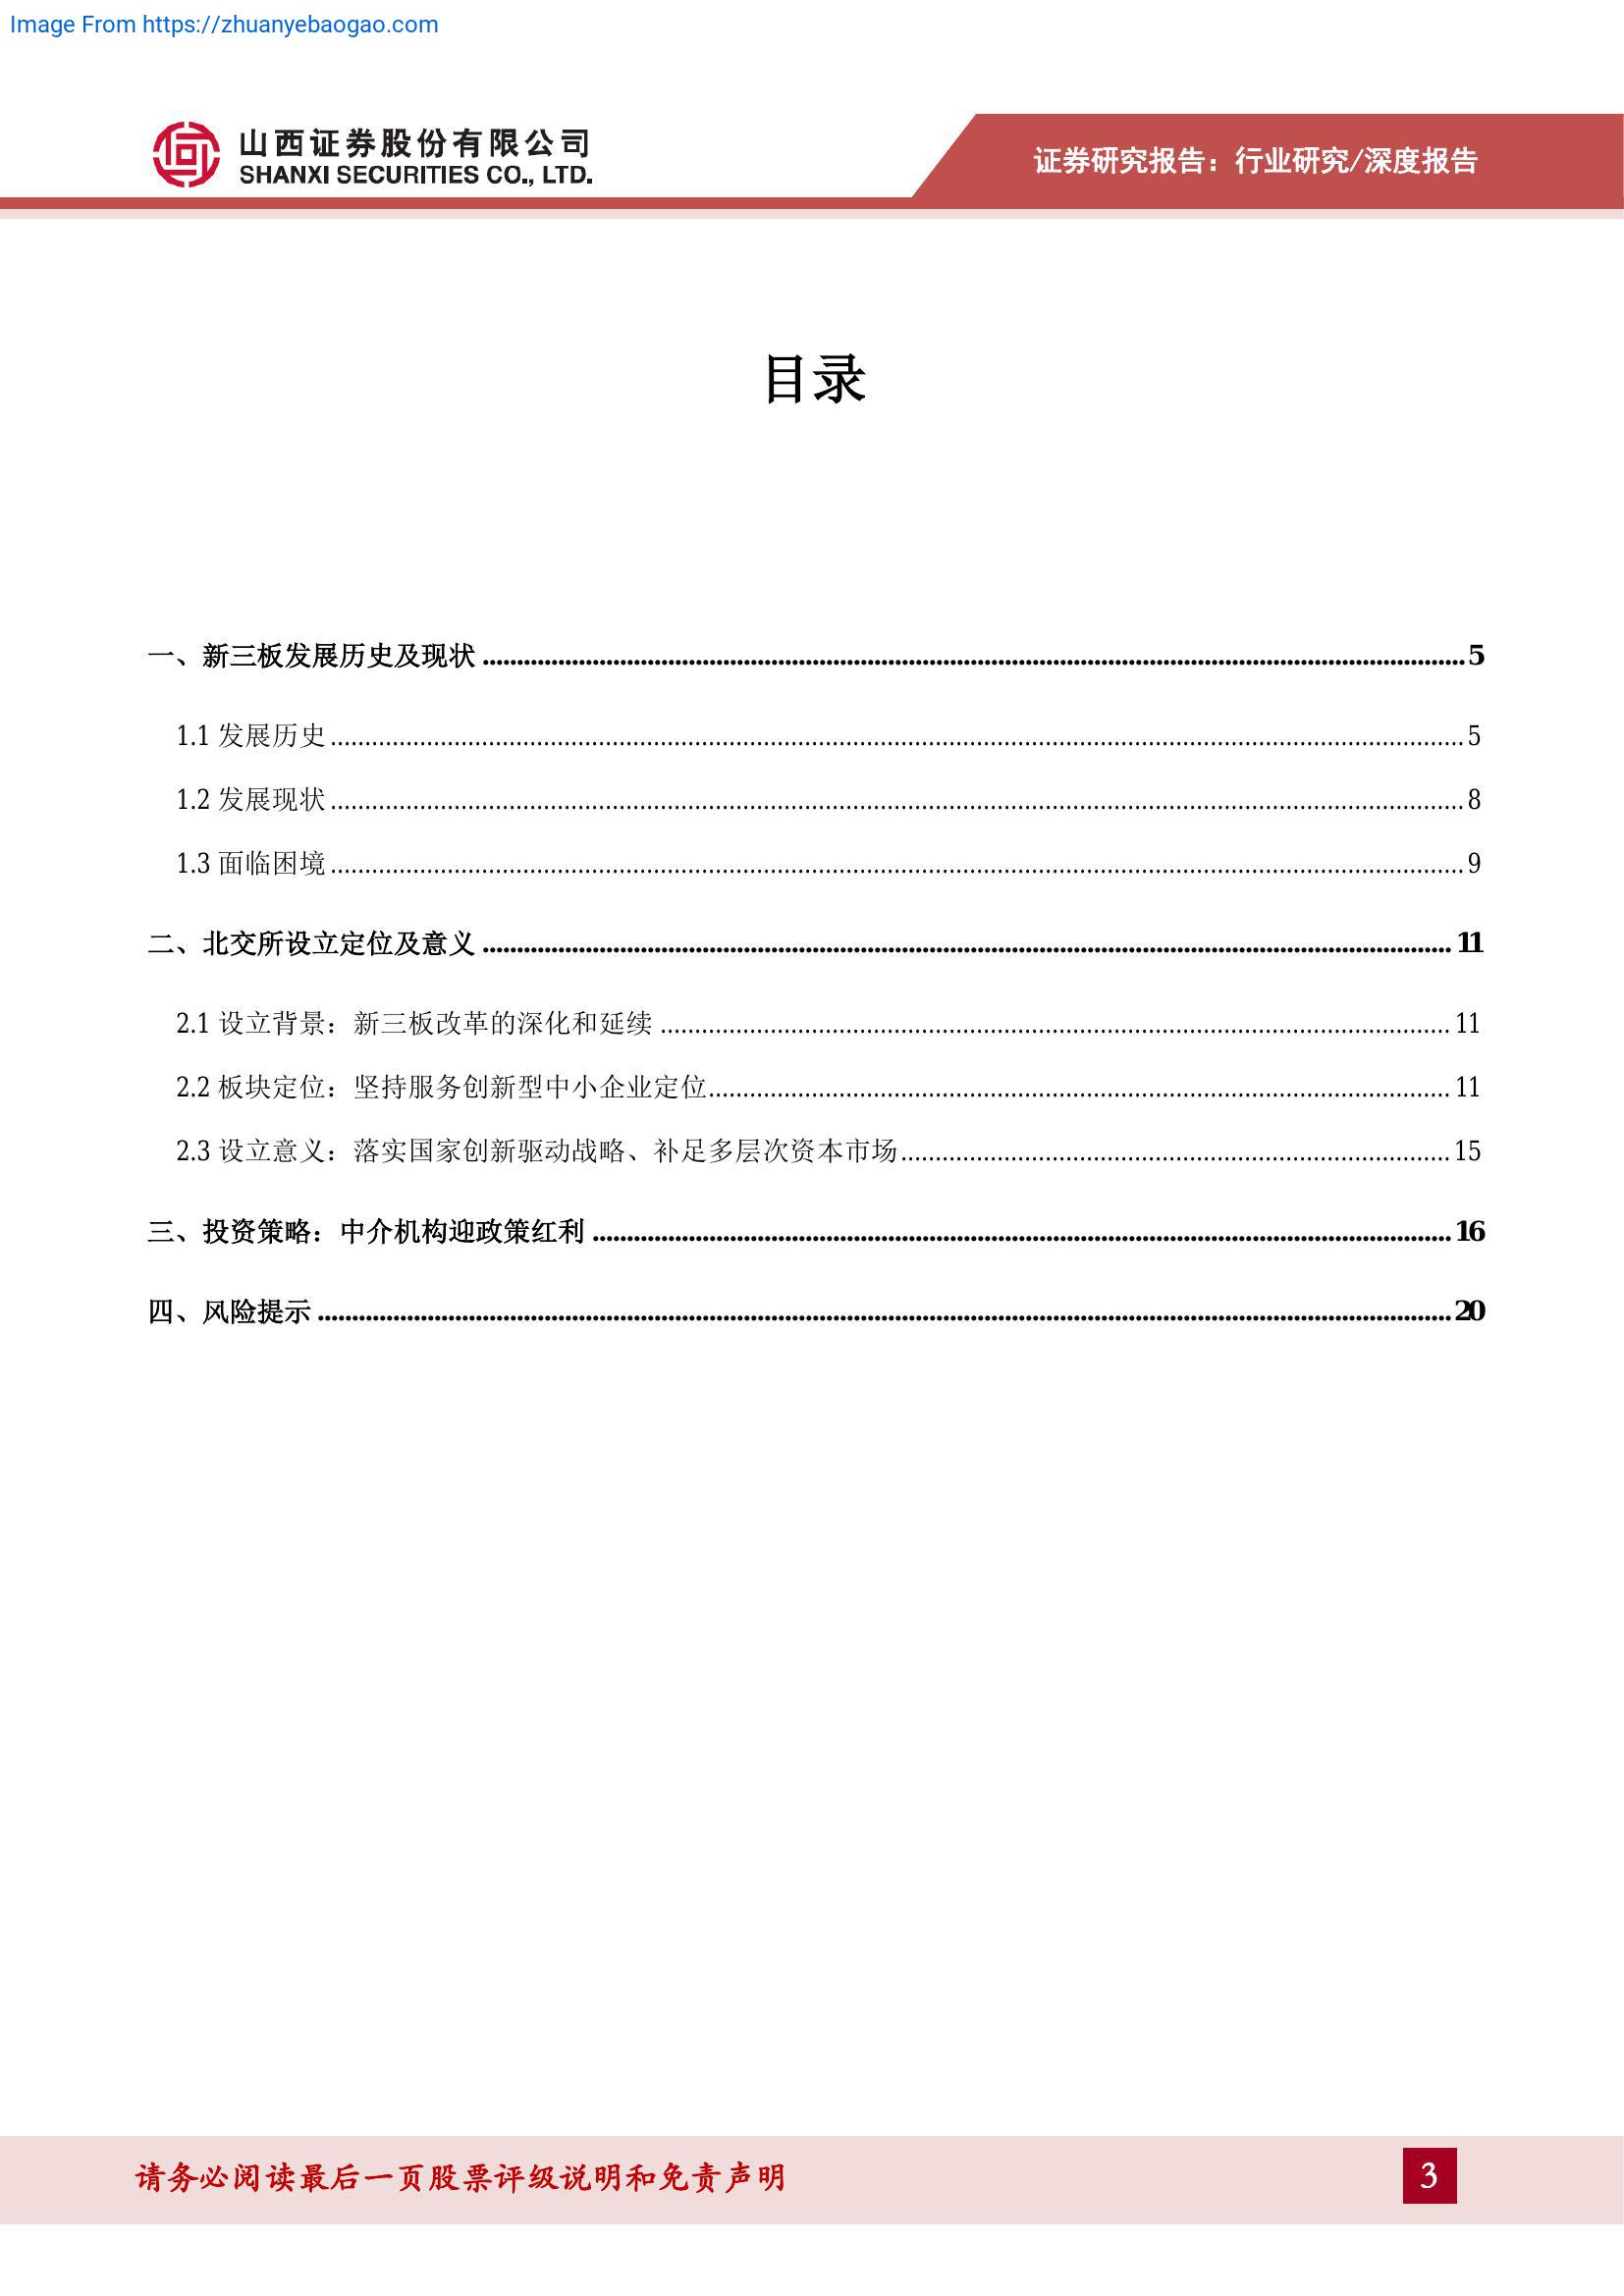 Image From https://zhuanyebaogao.com
山西证券股份有限公司
SHANXI SECURITIES CO., LTD.
证券研究报告：行业研究/深度报告
目录
一、新三板发展历史及现状 5
1.1 发展历史 5
1.2 发展现状 8
1.3 面临困境 9
二、北交所设立定位及意义 11
2.1 设立背景：新三板改革的深化和延续 11
2.2 板块定位：坚持服务创新型中小企业定位 11
2.3 设立意义：落实国家创新驱动战略、补足多层次资本市场 15
三、投资策略：中介机构迎政策红利 16
四、风险提示 20
请务必阅读最后一页股票评级说明和免责声明
3